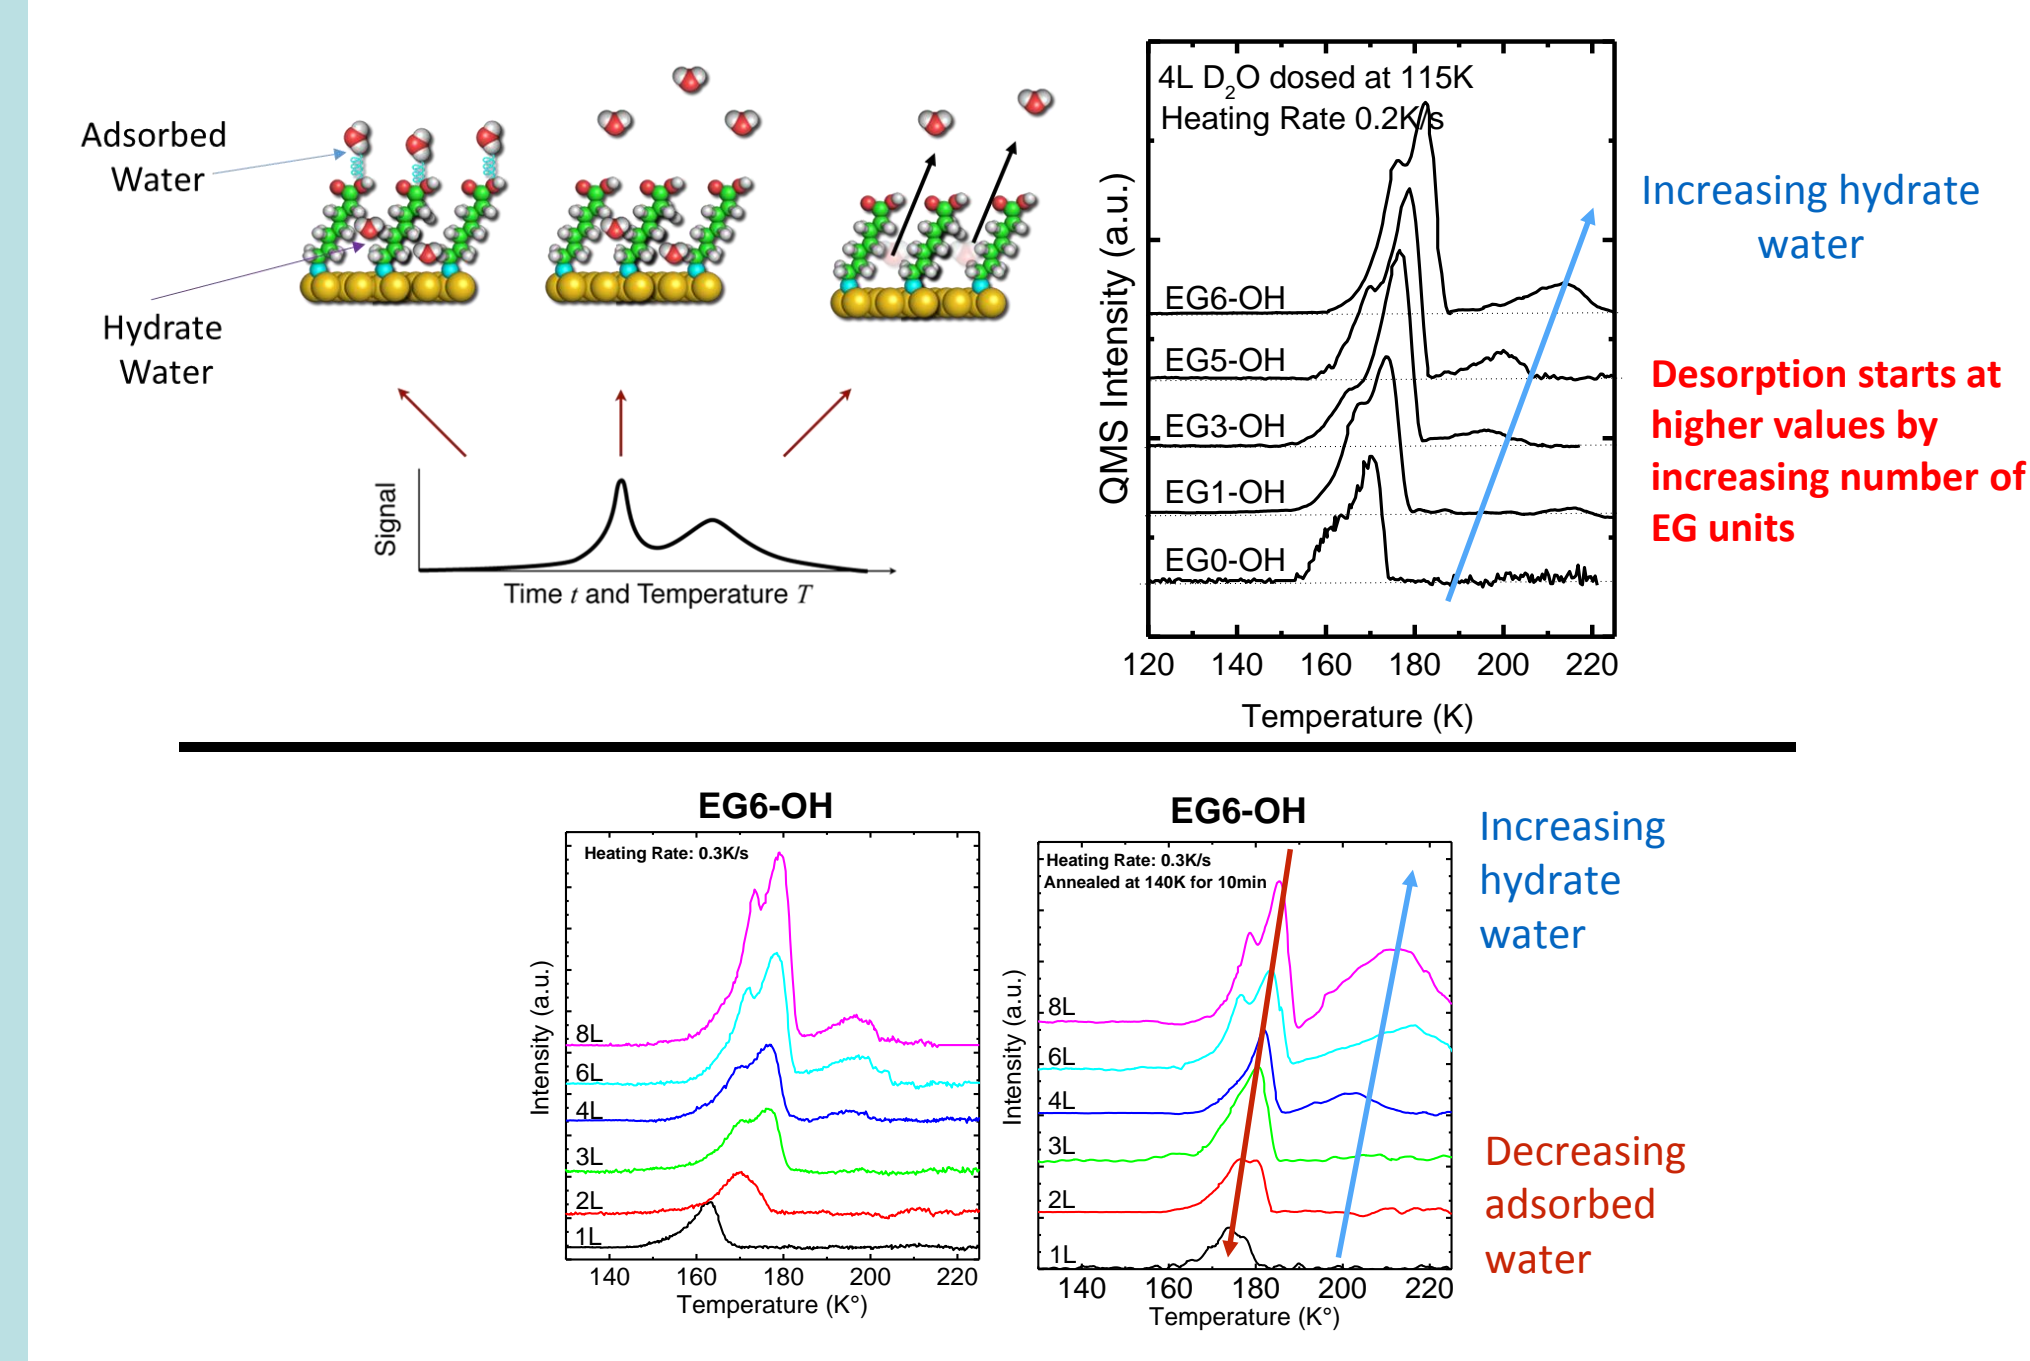 Adsorbed
Water
Hydrate
Water
Signal
Time t and Temperature T
4L D₂O dosed at 115K
Heating Rate 0.2K/s
QMS Intensity (a.u.)
EG6-OH
EG5-OH
EG3-OH
EG1-OH
EG0-OH
120 140 160 180 200 220
Temperature (K)
Increasing hydrate
water
Desorption starts at
higher values by
increasing number of
EG units
EG6-OH
Heating Rate: 0.3K/s
Intensity (a.u.)
8L
6L
4L
3L
2L
1L
140 160 180 200 220
Temperature (K°)
EG6-OH
Heating Rate: 0.3K/s
Annealed at 140K for 10min
Intensity (a.u.)
8L
6L
4L
3L
2L
1L
140 160 180 200 220
Temperature (K°)
Increasing
hydrate
water
Decreasing
adsorbed
water